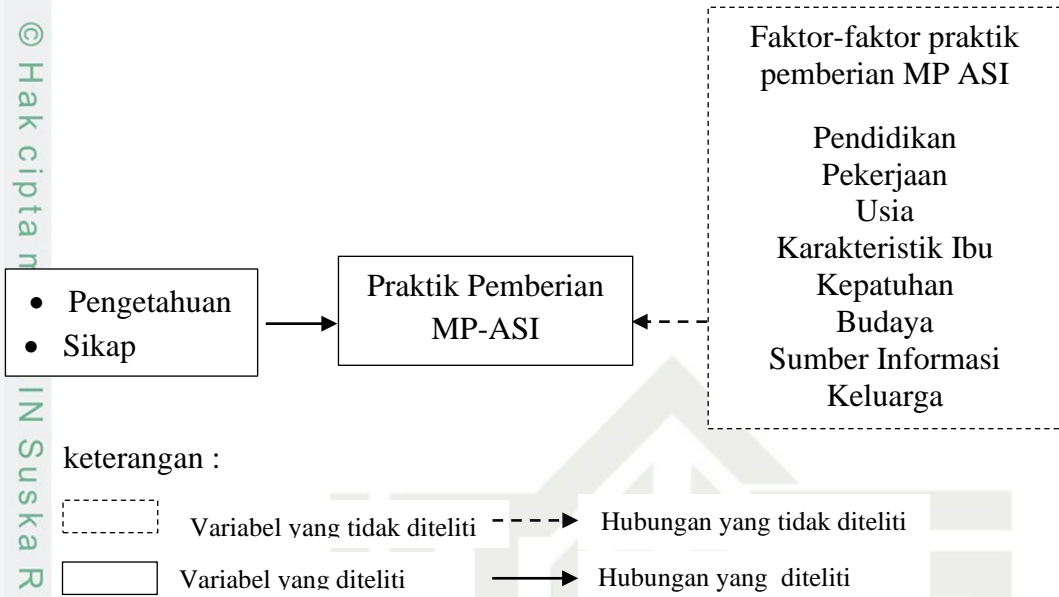 © Hak cipta m
IN Suska R
Faktor-faktor praktik
pemberian MP ASI
Pendidikan
Pekerjaan
Usia
Karakteristik Ibu
Kepatuhan
Budaya
Sumber Informasi
Keluarga
• Pengetahuan
• Sikap
Praktik Pemberian
MP-ASI
keterangan :
Variabel yang tidak diteliti
Hubungan yang tidak diteliti
Variabel yang diteliti
Hubungan yang diteliti